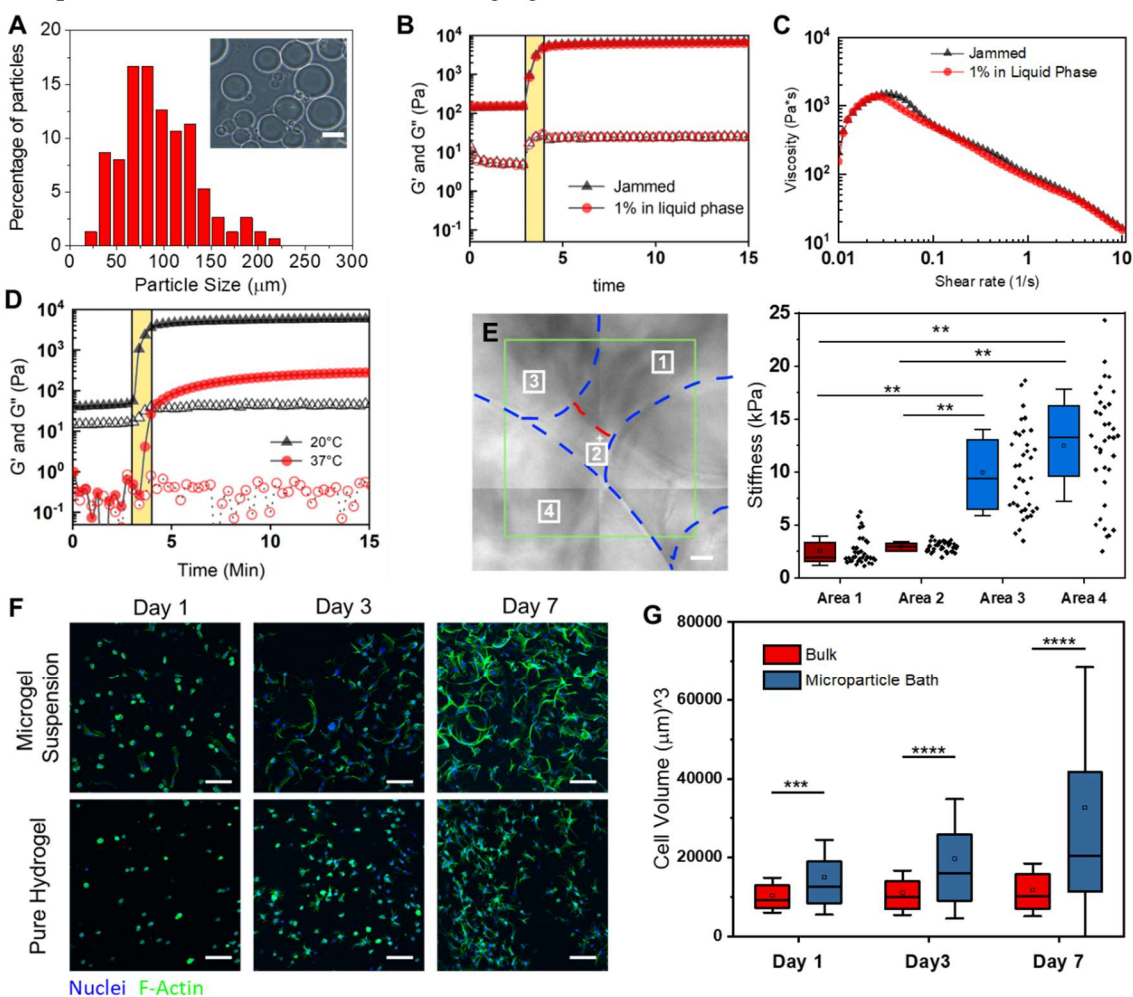 A
Percentage of particles
20
15
10
5
0
0 50 100 150 200 250 300
Particle Size (μm)
B
G' and G" (Pa)
10^4
10^3
10^2
10^1
10^0
10^-1
Jammed
1% in liquid phase
0 5 10 15
time
C
Viscosity (Pa*s)
10^4
10^3
10^2
10^1
Jammed
1% in Liquid Phase
0.01 0.1 1 10
Shear rate (1/s)
D
G' and G" (Pa)
10^4
10^3
10^2
10^1
10^0
10^-1
20°C
37°C
0 5 10 15
Time (Min)
E
1
3
2
4
Stiffness (kPa)
25
20
15
10
5
0
**
**
**
**
Area 1 Area 2 Area 3 Area 4
F
Day 1 Day 3 Day 7
Microgel
Suspension
Pure Hydrogel
Nuclei F-Actin
G
Cell Volume (μm)^3
80000
60000
40000
20000
0
Bulk
Microparticle Bath
***
****
****
Day 1 Day3 Day 7